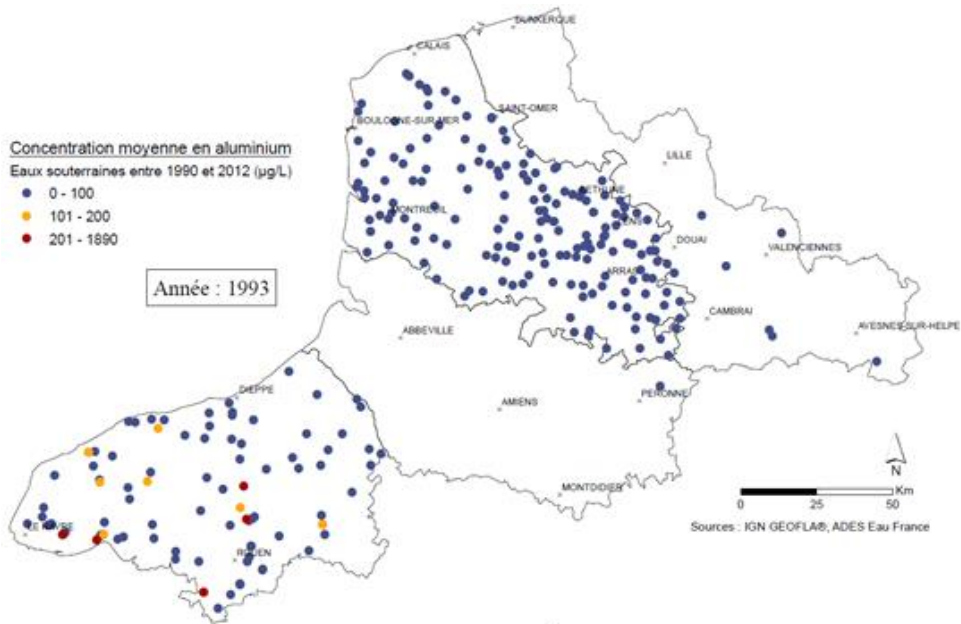 DUNKERQUE
CALAIS
SAINT-OMER
BOULOGNE-SUR-MER
LILLE
Concentration moyenne en aluminium
Eaux souterraines entre 1990 et 2012 (µg/L)
0 - 100
101 - 200
201 - 1890
BETHUNE
MONTREUIL
LENS
DOUAI
VALENCIENNES
ARRAS
Année : 1993
CAMBRAI
AVESNES-SUR-HELPE
ABBEVILLE
DIEPPE
PERONNE
AMIENS
N
MONTDIDIER
0 25 50
Km
Sources : IGN GEOFLA®, ADES Eau France
LE HAVRE
ROUEN